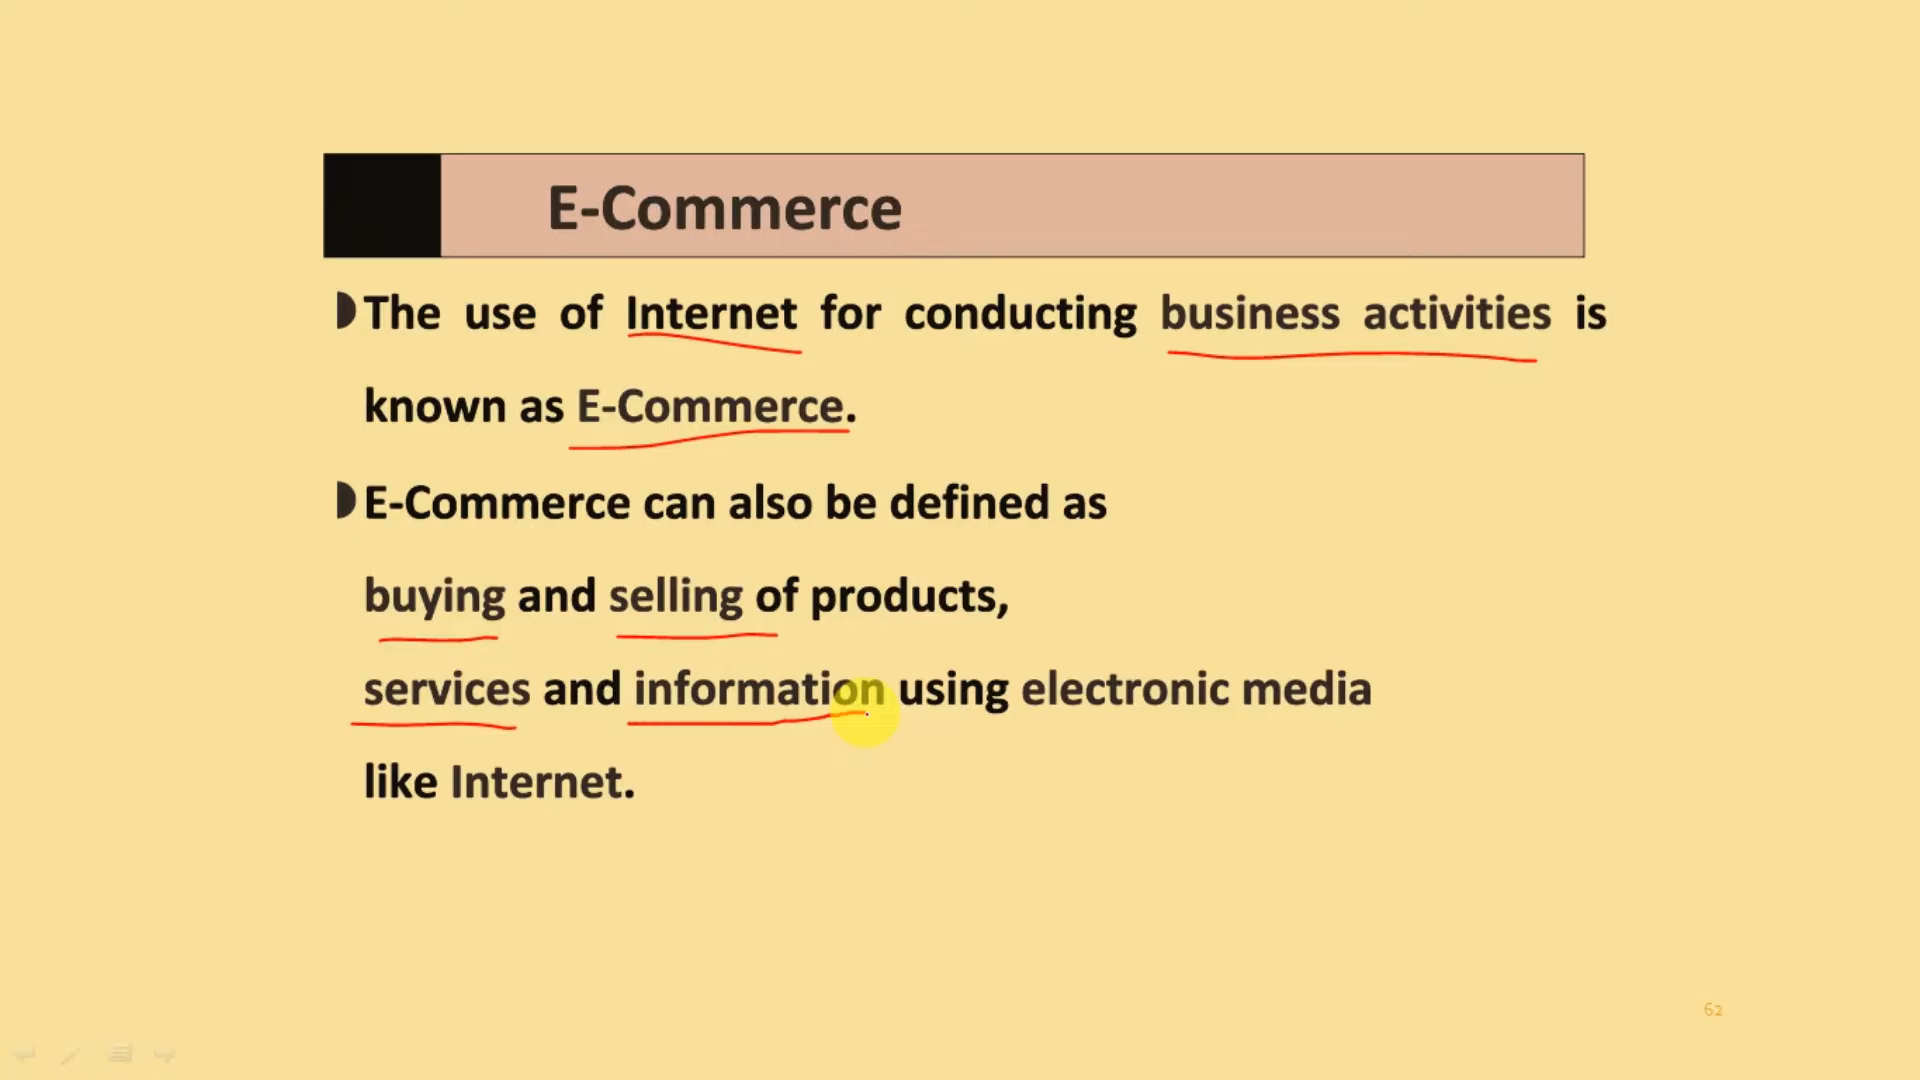 E-Commerce
The use of Internet for conducting business activities is
known as E-Commerce.
E-Commerce can also be defined as
buying and selling of products,
services and information using electronic media
like Internet.
62